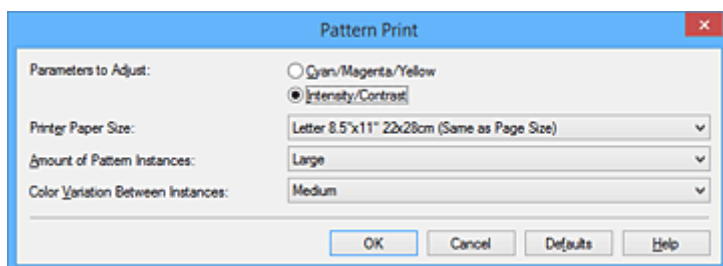 Pattern Print
Parameters to Adjust:
Cyan/Magenta/Yellow
Intensity/Contrast
Printer Paper Size: Letter 8.5"x11" 22x28cm (Same as Page Size)
Amount of Pattern Instances: Large
Color Variation Between Instances: Medium
OK Cancel Defaults Help